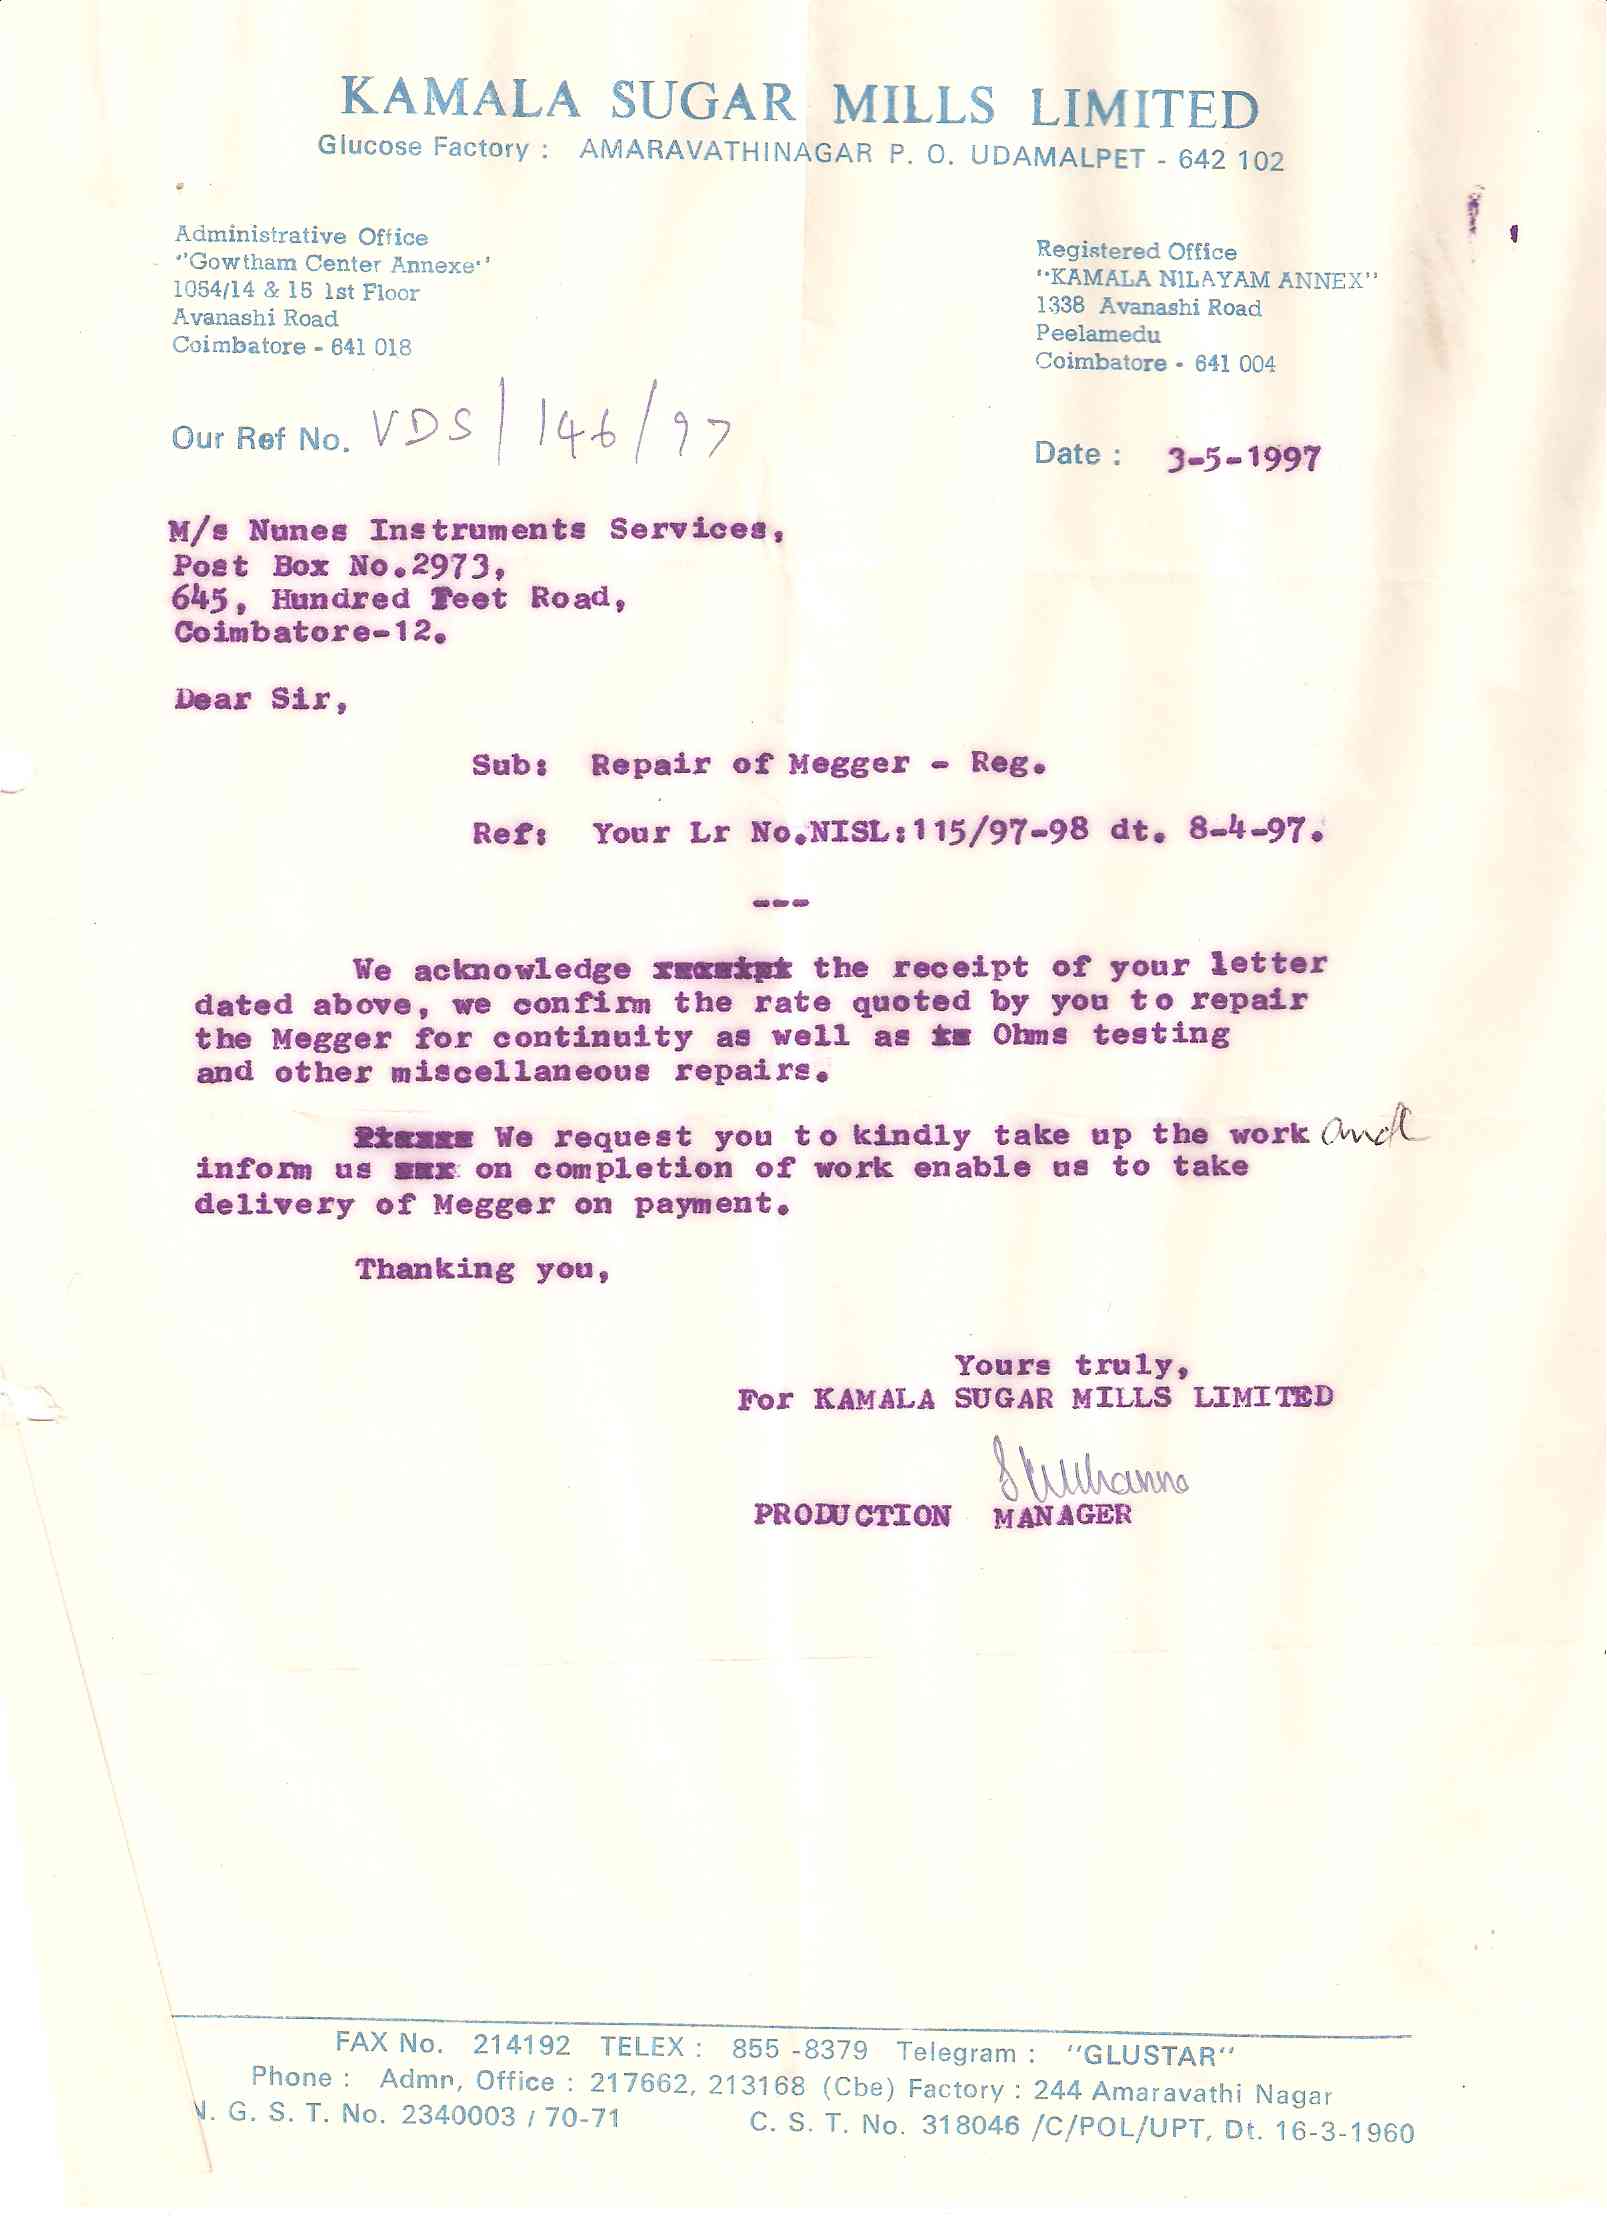 KAMALA SUGAR MILLS LIMITED
Glucose Factory : AMARAVATHINAGAR P. O. UDAMALPET - 642 102
Administrative Office
"Gowtham Center Annexe"
1054/14 & 15 1st Floor
Avanashi Road
Coimbatore - 641 018
Registered Office
"KAMALA NILAYAM ANNEX"
1338 Avanashi Road
Peelamedu
Coimbatore - 641 004
Our Ref No. VDS/146/97
Date : 3-5-1997
M/s Nunes Instruments Services,
Post Box No.2973,
645, Hundred Feet Road,
Coimbatore-12.
Dear Sir,
Sub: Repair of Megger - Reg.
Ref: Your Lr No.NISL:115/97-98 dt. 8-4-97.
---
We acknowledge the receipt of your letter
dated above, we confirm the rate quoted by you to repair
the Megger for continuity as well as Ohms testing
and other miscellaneous repairs.
We request you to kindly take up the work and
inform us on completion of work enable us to take
delivery of Megger on payment.
Thanking you,
Yours truly,
For KAMALA SUGAR MILLS LIMITED
PRODUCTION MANAGER
FAX No. 214192 TELEX : 855 -8379 Telegram : "GLUSTAR"
Phone : Admn, Office : 217662, 213168 (Cbe) Factory : 244 Amaravathi Nagar
G. S. T. No. 2340003 / 70-71 C. S. T. No. 318046 /C/POL/UPT, Dt. 16-3-1960